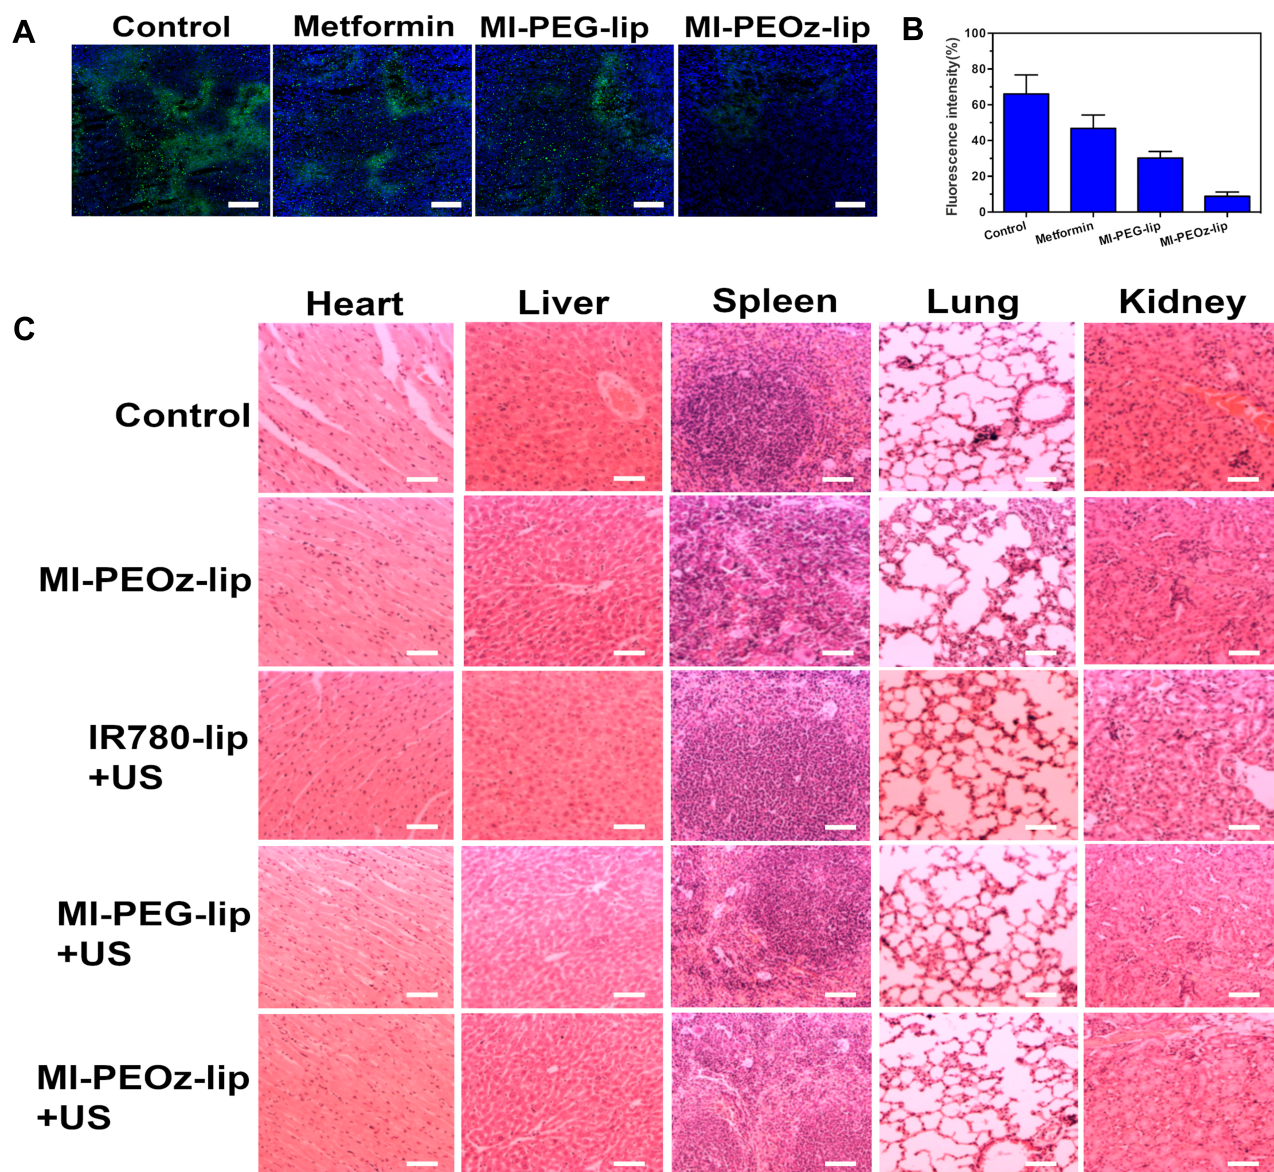 A
Control Metformin MI-PEG-lip MI-PEOz-lip
B
Fluorescence intensity(%)
100
80
60
40
20
0
Control Metformin MI-PEG-lip MI-PEOz-lip
C
Heart Liver Spleen Lung Kidney
Control
MI-PEOz-lip
IR780-lip
+US
MI-PEG-lip
+US
MI-PEOz-lip
+US